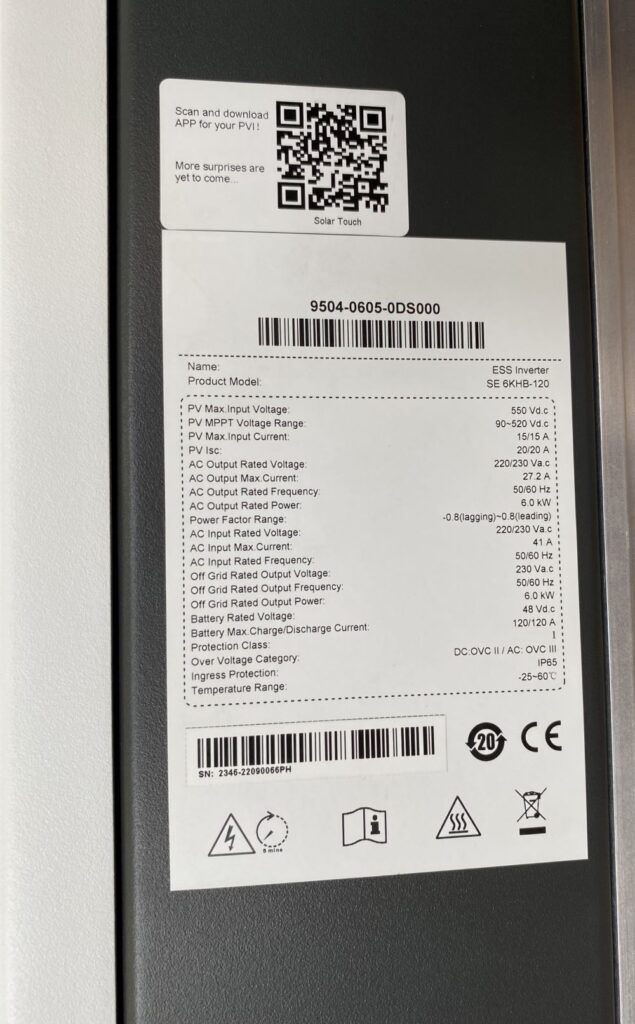 Scan and download
APP for your PVI !
More surprises are
yet to come...
Solar Touch
9504-0605-0DS000
Name: ESS Inverter
Product Model: SE 6KHB-120
PV Max.Input Voltage: 550 Vd.c
PV MPPT Voltage Range: 90~520 Vd.c
PV Max.Input Current: 15/15 A
PV Isc: 20/20 A
AC Output Rated Voltage: 220/230 Va.c
AC Output Max.Current: 27.2 A
AC Output Rated Frequency: 50/60 Hz
AC Output Rated Power: 6.0 kW
Power Factor Range: -0.8(lagging)~0.8(leading)
AC Input Rated Voltage: 220/230 Va.c
AC Input Max.Current: 41 A
AC Input Rated Frequency: 50/60 Hz
Off Grid Rated Output Voltage: 230 Va.c
Off Grid Rated Output Frequency: 50/60 Hz
Off Grid Rated Output Power: 6.0 kW
Battery Rated Voltage: 48 Vd.c
Battery Max.Charge/Discharge Current: 120/120 A
Protection Class: I
Over Voltage Category: DC:OVC II / AC: OVC III
Ingress Protection: IP65
Temperature Range: -25~60℃
SN: 2346-22090066PH
20
CE
5 mins